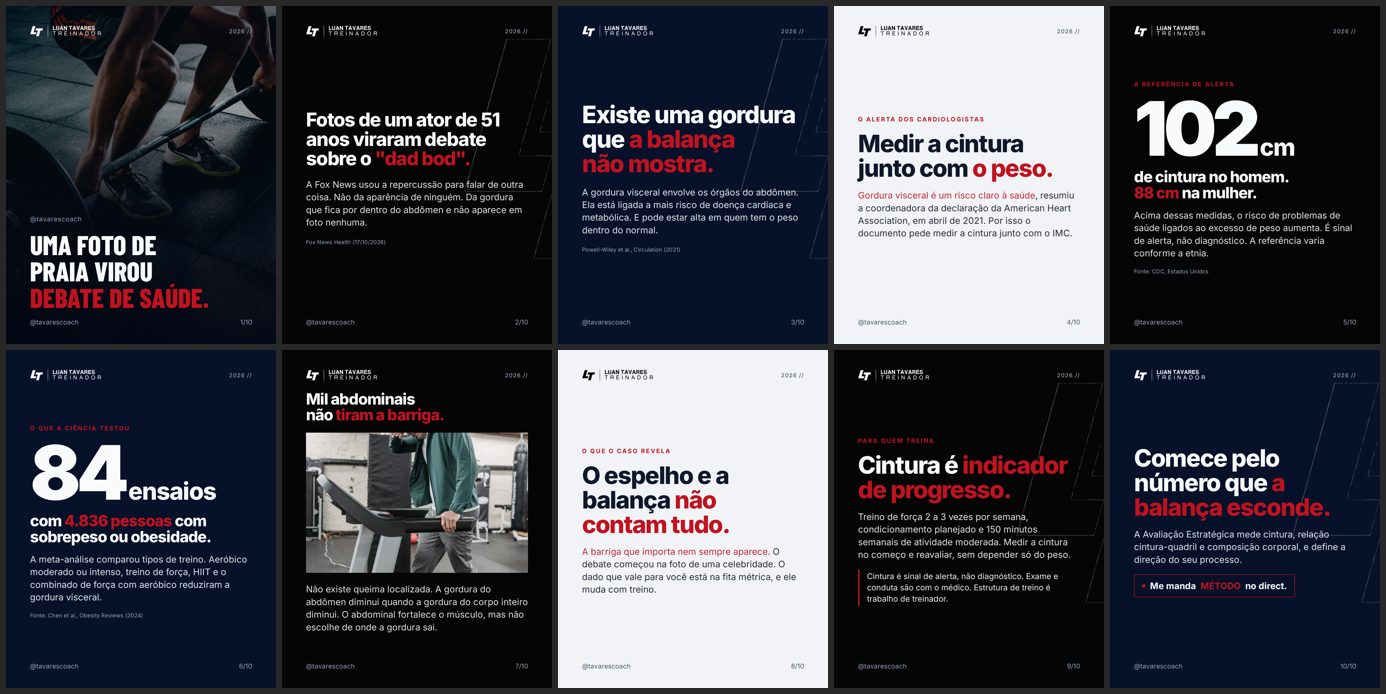 LT LUAN TAVARES
TREINADOR
2026 //
@tavarescoach
UMA FOTO DE
PRAIA VIROU
DEBATE DE SAÚDE.
@tavarescoach
1/10
LT LUAN TAVARES
TREINADOR
2026 //
Fotos de um ator de 51
anos viraram debate
sobre o "dad bod".
A Fox News usou a repercussão para falar de outra
coisa. Não da aparência de ninguém. Da gordura
que fica por dentro do abdômen e não aparece em
foto nenhuma.
Fox News Health (17/10/2026)
@tavarescoach
2/10
LT LUAN TAVARES
TREINADOR
2026 //
Existe uma gordura
que a balança
não mostra.
A gordura visceral envolve os órgãos do abdômen.
Ela está ligada a mais risco de doença cardíaca e
metabólica. E pode estar alta em quem tem o peso
dentro do normal.
Powell-Wiley et al., Circulation (2021)
@tavarescoach
3/10
LT LUAN TAVARES
TREINADOR
2026 //
O ALERTA DOS CARDIOLOGISTAS
Medir a cintura
junto com o peso.
Gordura visceral é um risco claro à saúde, resumiu
a coordenadora da declaração da American Heart
Association, em abril de 2021. Por isso o
documento pede medir a cintura junto com o IMC.
@tavarescoach
4/10
LT LUAN TAVARES
TREINADOR
2026 //
A REFERÊNCIA DE ALERTA
102cm
de cintura no homem.
88 cm na mulher.
Acima dessas medidas, o risco de problemas de
saúde ligados ao excesso de peso aumenta. É sinal
de alerta, não diagnóstico. A referência varia
conforme a etnia.
Fonte: CDC, Estados Unidos
@tavarescoach
5/10
LT LUAN TAVARES
TREINADOR
2026 //
O QUE A CIÊNCIA TESTOU
84ensaios
com 4.836 pessoas com
sobrepeso ou obesidade.
A meta-análise comparou tipos de treino. Aeróbico
moderado ou intenso, treino de força, HIIT e o
combinado de força com aeróbico reduziram a
gordura visceral.
Fonte: Chen et al., Obesity Reviews (2024)
@tavarescoach
6/10
LT LUAN TAVARES
TREINADOR
2026 //
Mil abdominais
não tiram a barriga.
Não existe queima localizada. A gordura do
abdômen diminui quando a gordura do corpo inteiro
diminui. O abdominal fortalece o músculo, mas não
escolhe de onde a gordura sai.
@tavarescoach
7/10
LT LUAN TAVARES
TREINADOR
2026 //
O QUE O CASO REVELA
O espelho e a
balança não
contam tudo.
A barriga que importa nem sempre aparece. O
debate começou na foto de uma celebridade. O
dado que vale para você está na fita métrica, e ele
muda com treino.
@tavarescoach
8/10
LT LUAN TAVARES
TREINADOR
2026 //
PARA QUEM TREINA
Cintura é indicador
de progresso.
Treino de força 2 a 3 vezes por semana,
condicionamento planejado e 150 minutos
semanais de atividade moderada. Medir a cintura
no começo e reavaliar, sem depender só do peso.
Cintura é sinal de alerta, não diagnóstico. Exame e
conduta são com o médico. Estrutura de treino é
trabalho de treinador.
@tavarescoach
9/10
LT LUAN TAVARES
TREINADOR
2026 //
Comece pelo
número que a
balança esconde.
A Avaliação Estratégica mede cintura, relação
cintura-quadril e composição corporal, e define a
direção do seu processo.
• Me manda MÉTODO no direct.
@tavarescoach
10/10